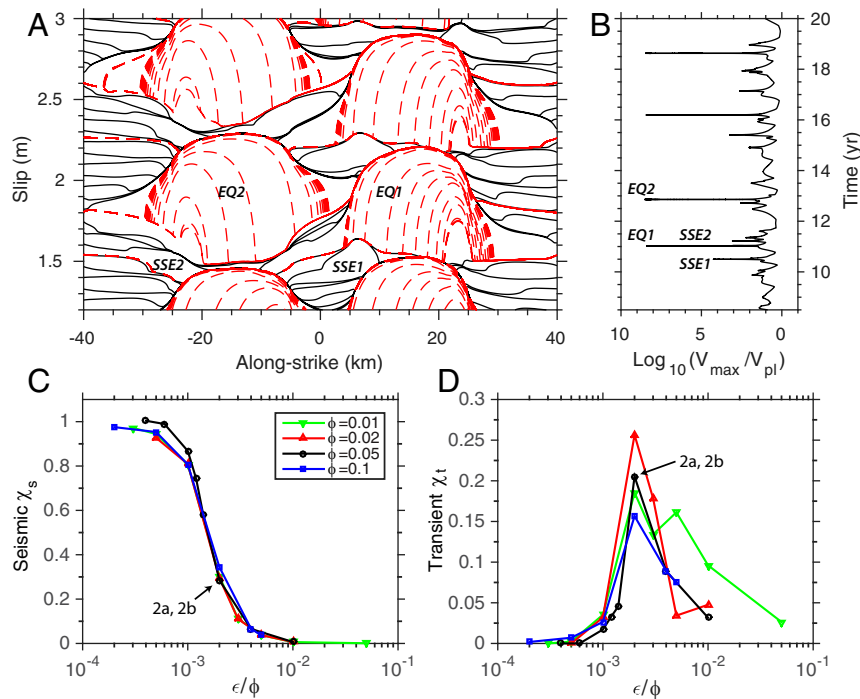 A
Slip (m)
3
2.5
2
1.5
EQ2
EQ1
SSE2
SSE1
-40
-20
0
20
40
Along-strike (km)
B
EQ2
EQ1
SSE2
SSE1
20
18
16
14
12
10
Time (yr)
10
5
0
Log10(Vmax/Vpl)
C
Seismic χs
1
0.8
0.6
0.4
0.2
0
ϕ=0.01
ϕ=0.02
ϕ=0.05
ϕ=0.1
2a, 2b
10-4
10-3
10-2
10-1
ϵ/ϕ
D
Transient χt
0.3
0.25
0.2
0.15
0.1
0.05
0
2a, 2b
10-4
10-3
10-2
10-1
ϵ/ϕ